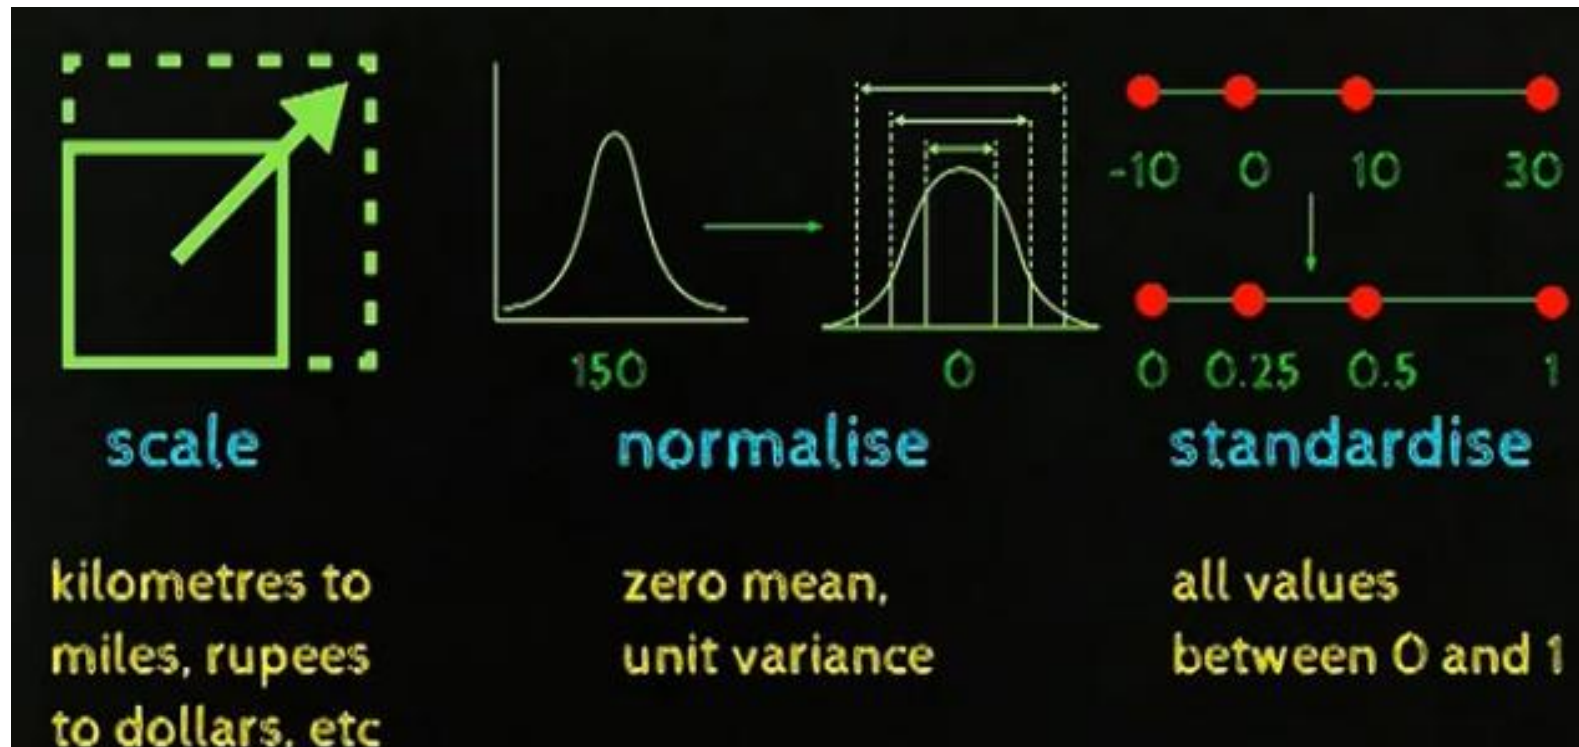 -10 0 10 30
150
0
0 0.25 0.5 1
scale
normalise
standardise
kilometres to
miles, rupees
to dollars, etc
zero mean,
unit variance
all values
between 0 and 1